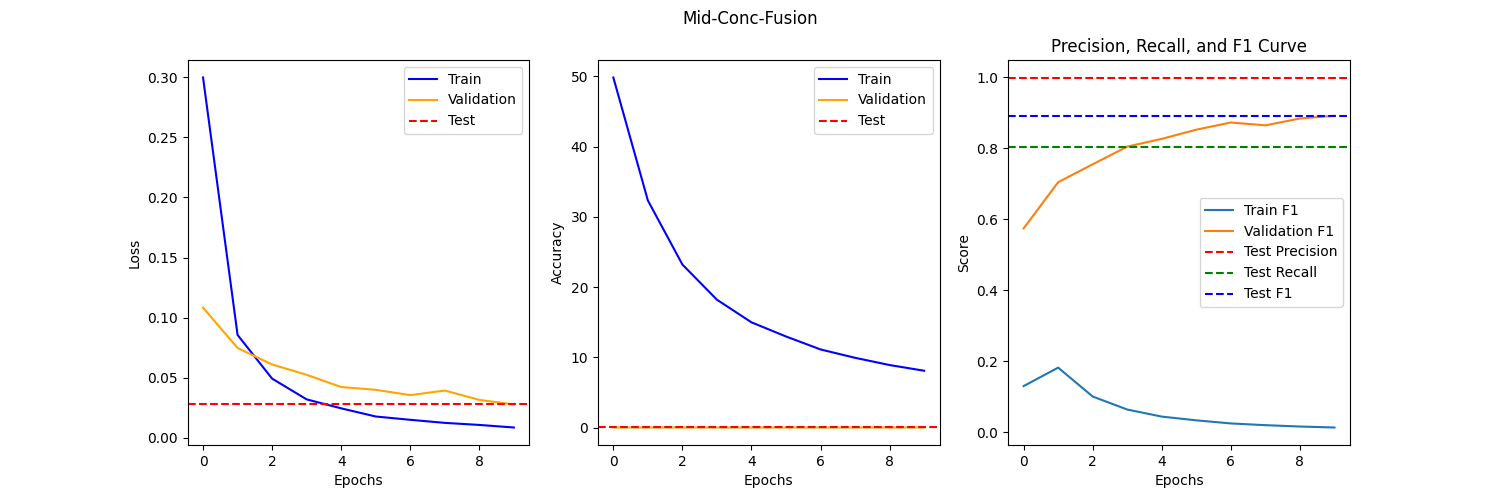 Mid-Conc-Fusion
Loss
0.30
0.25
0.20
0.15
0.10
0.05
0.00
0 2 4 6 8
Epochs
Train
Validation
Test
Accuracy
50
40
30
20
10
0
0 2 4 6 8
Epochs
Train
Validation
Test
Precision, Recall, and F1 Curve
Score
1.0
0.8
0.6
0.4
0.2
0.0
0 2 4 6 8
Epochs
Train F1
Validation F1
Test Precision
Test Recall
Test F1